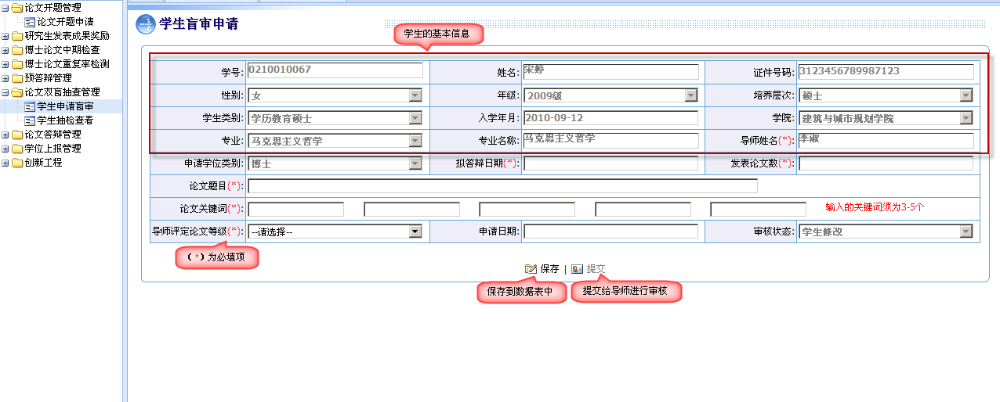 论文开题管理
论文开题申请
研究生发表成果奖励
博士论文中期检查
博士论文重复率检测
预答辩管理
论文双盲抽查管理
学生申请盲审
学生抽检查看
论文答辩管理
学位上报管理
创新工程
学生盲审申请
学生的基本信息
学号: 0210010067 姓名: 宋婷 证件号码: 3123456789987123
性别: 女 年级: 2009级 培养层次: 硕士
学生类别: 学历教育硕士 入学年月: 2010-09-12 学院: 建筑与城市规划学院
专业: 马克思主义哲学 专业名称: 马克思主义哲学 导师姓名(*): 李淑
申请学位类别: 博士 拟答辩日期(*): 发表论文数(*):
论文题目(*):
论文关键词(*): 输入的关键词须为3-5个
导师评定论文等级(*): --请选择-- 申请日期: 审核状态: 学生修改
（*）为必填项
保存 | 提交
保存到数据表中 提交给导师进行审核